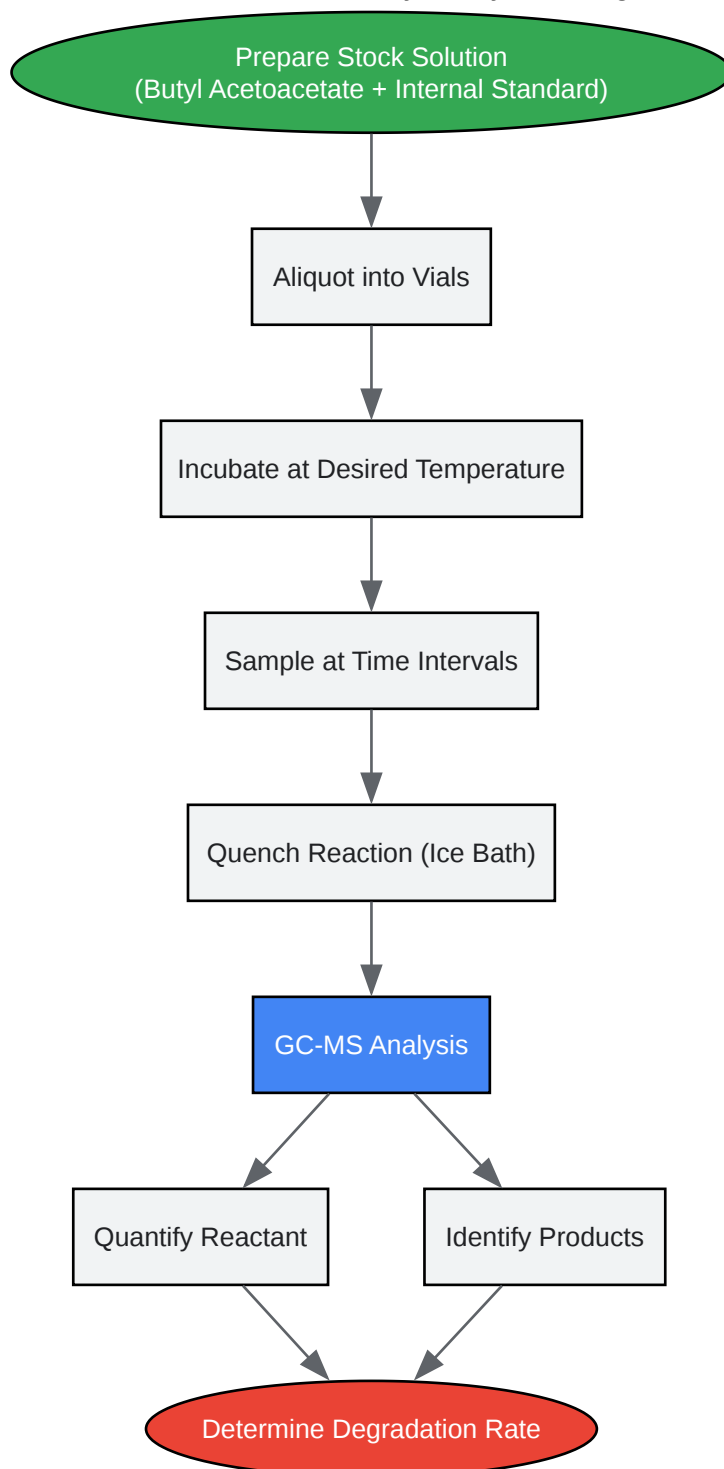 Prepare Stock Solution
(Butyl Acetoacetate + Internal Standard)
Aliquot into Vials
Incubate at Desired Temperature
Sample at Time Intervals
Quench Reaction (Ice Bath)
GC-MS Analysis
Quantify Reactant
Identify Products
Determine Degradation Rate